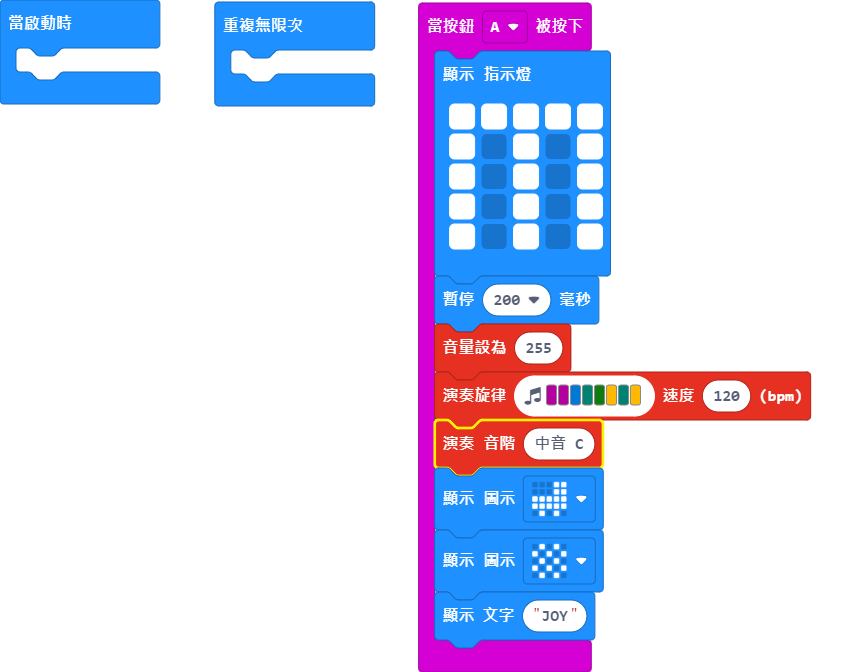 當啟動時
重複無限次
當按鈕 A 被按下
顯示 指示燈
暫停 200 毫秒
音量設為 255
演奏旋律 速度 120 (bpm)
演奏 音階 中音 C
顯示 圖示
顯示 圖示
顯示 文字 "JOY"